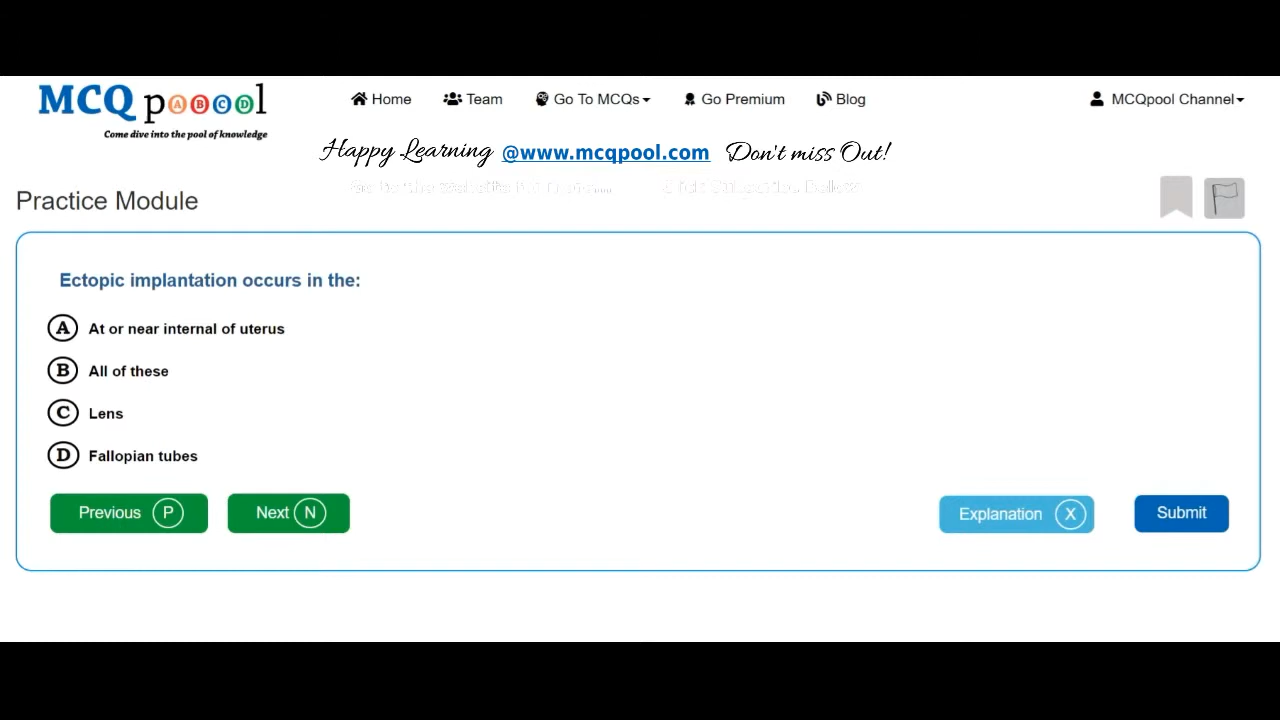 MCQ pABCDl
Come dive into the pool of knowledge
Home Team Go To MCQs Go Premium Blog MCQpool Channel
Happy Learning @www.mcqpool.com Don't miss Out!
Practice Module
Ectopic implantation occurs in the:
A At or near internal of uterus
B All of these
C Lens
D Fallopian tubes
Previous P Next N Explanation X Submit